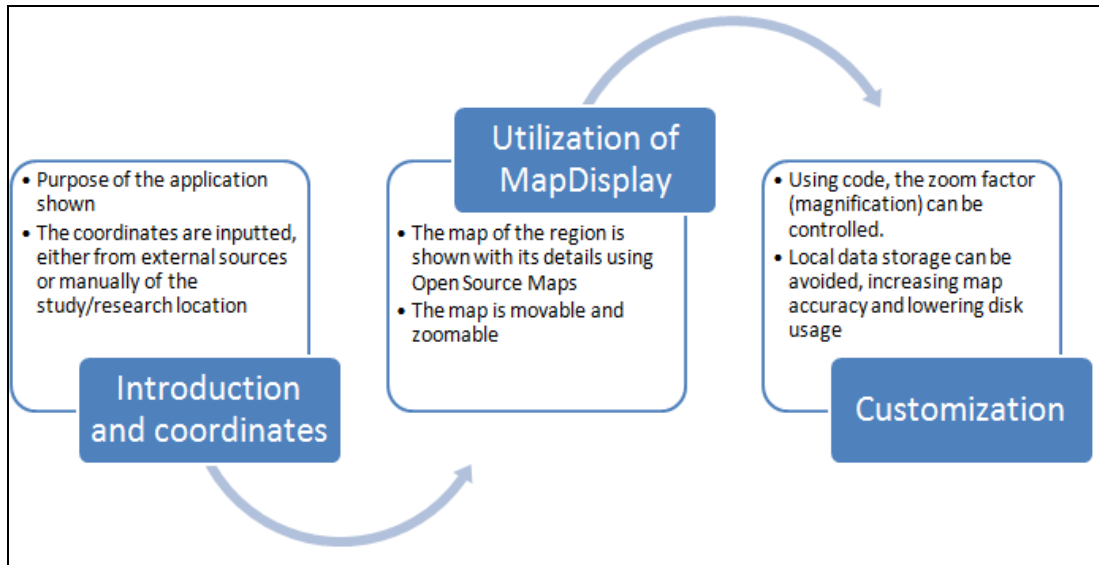 • Purpose of the application
shown
• The coordinates are inputted,
either from external sources
or manually of the
study/research location
Introduction
and coordinates
Utilization of
MapDisplay
• The map of the region is
shown with its details using
Open Source Maps
• The map is movable and
zoomable
• Using code, the zoom factor
(magnification) can be
controlled.
• Local data storage can be
avoided, increasing map
accuracy and lowering disk
usage
Customization